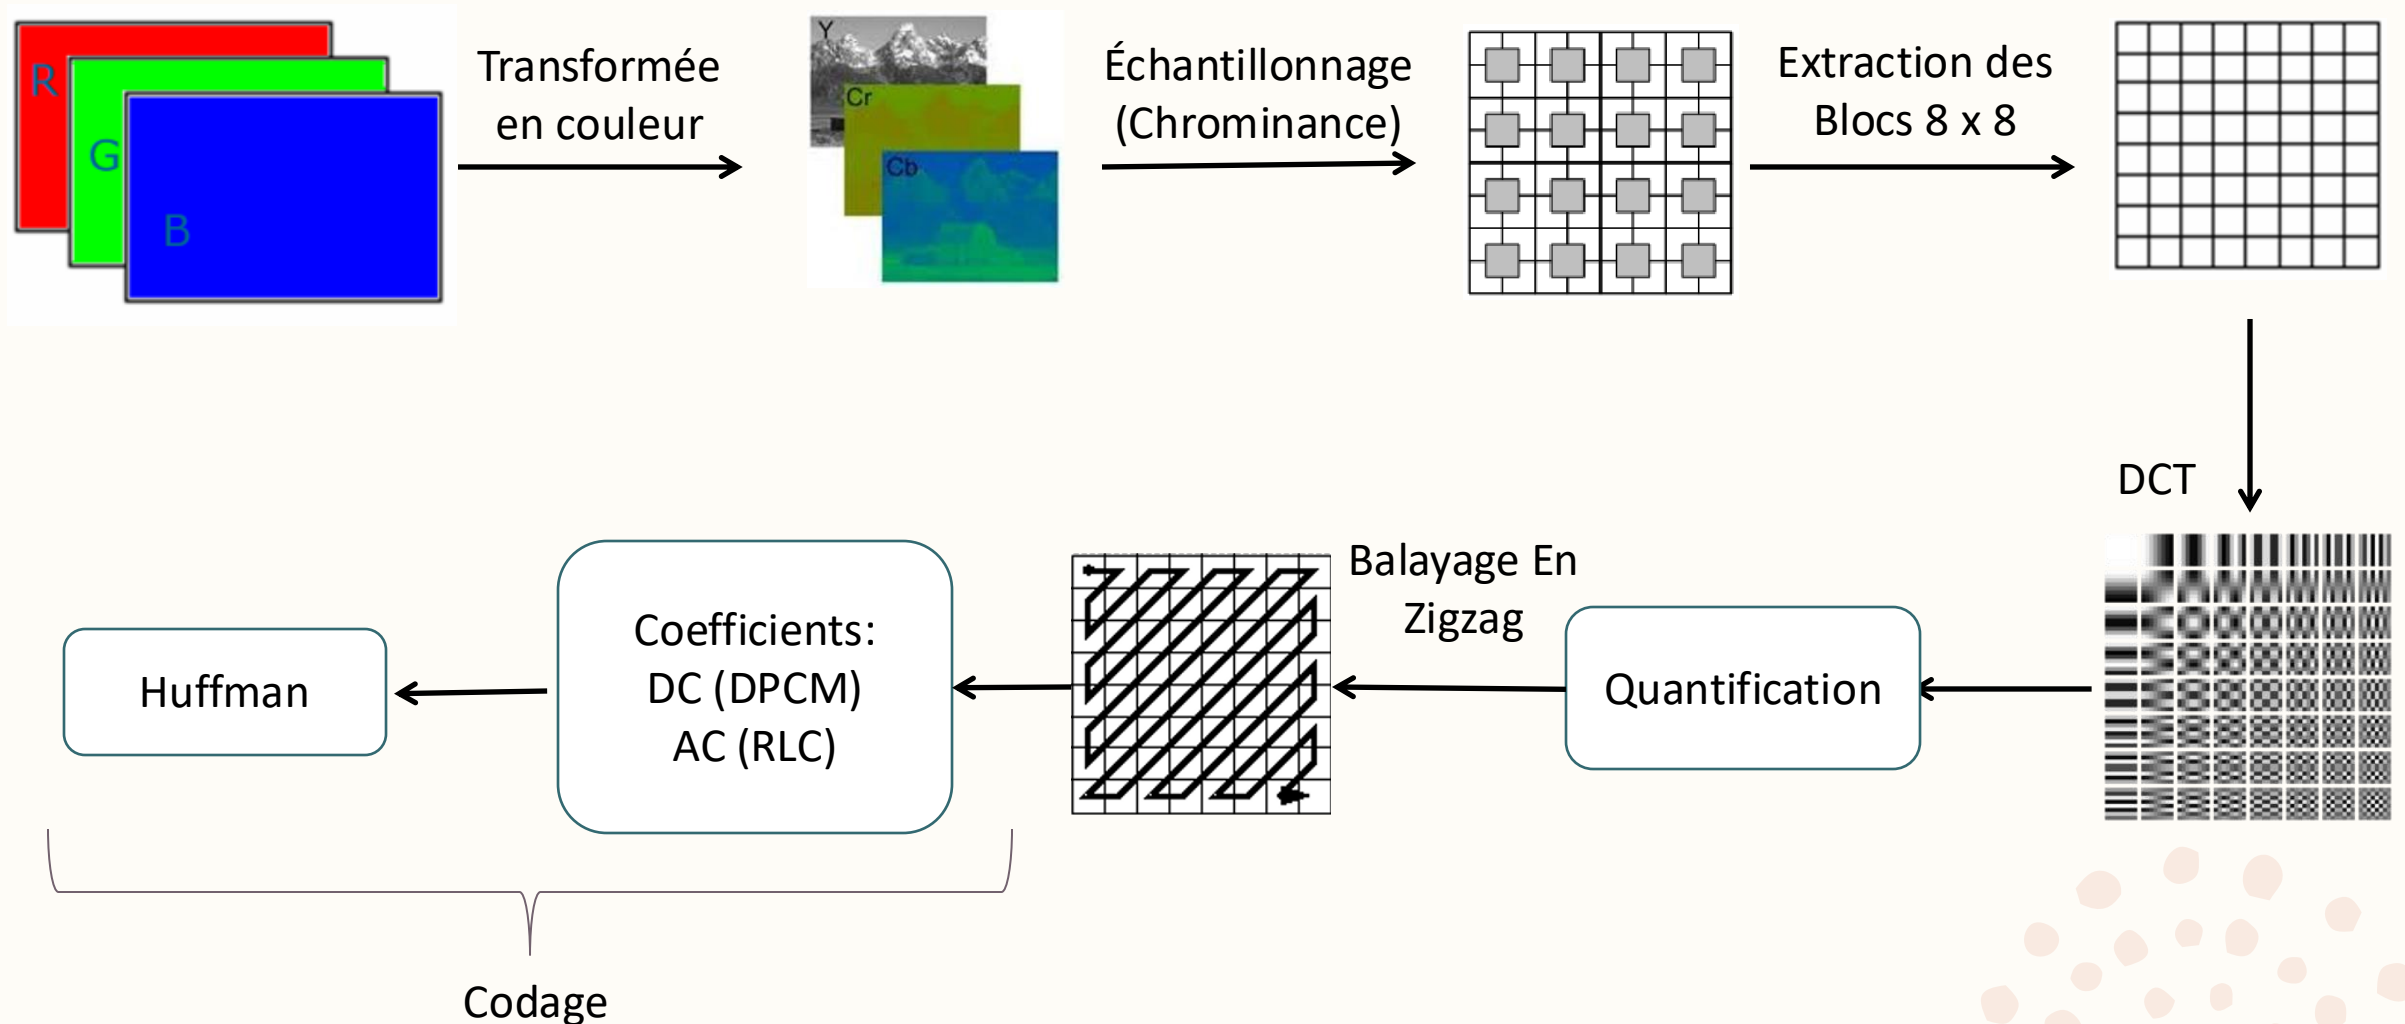 R
G
B
Transformée
en couleur
Y
Cr
Cb
Échantillonnage
(Chrominance)
Extraction des
Blocs 8 x 8
DCT
Balayage En
Zigzag
Quantification
Coefficients:
DC (DPCM)
AC (RLC)
Huffman
Codage